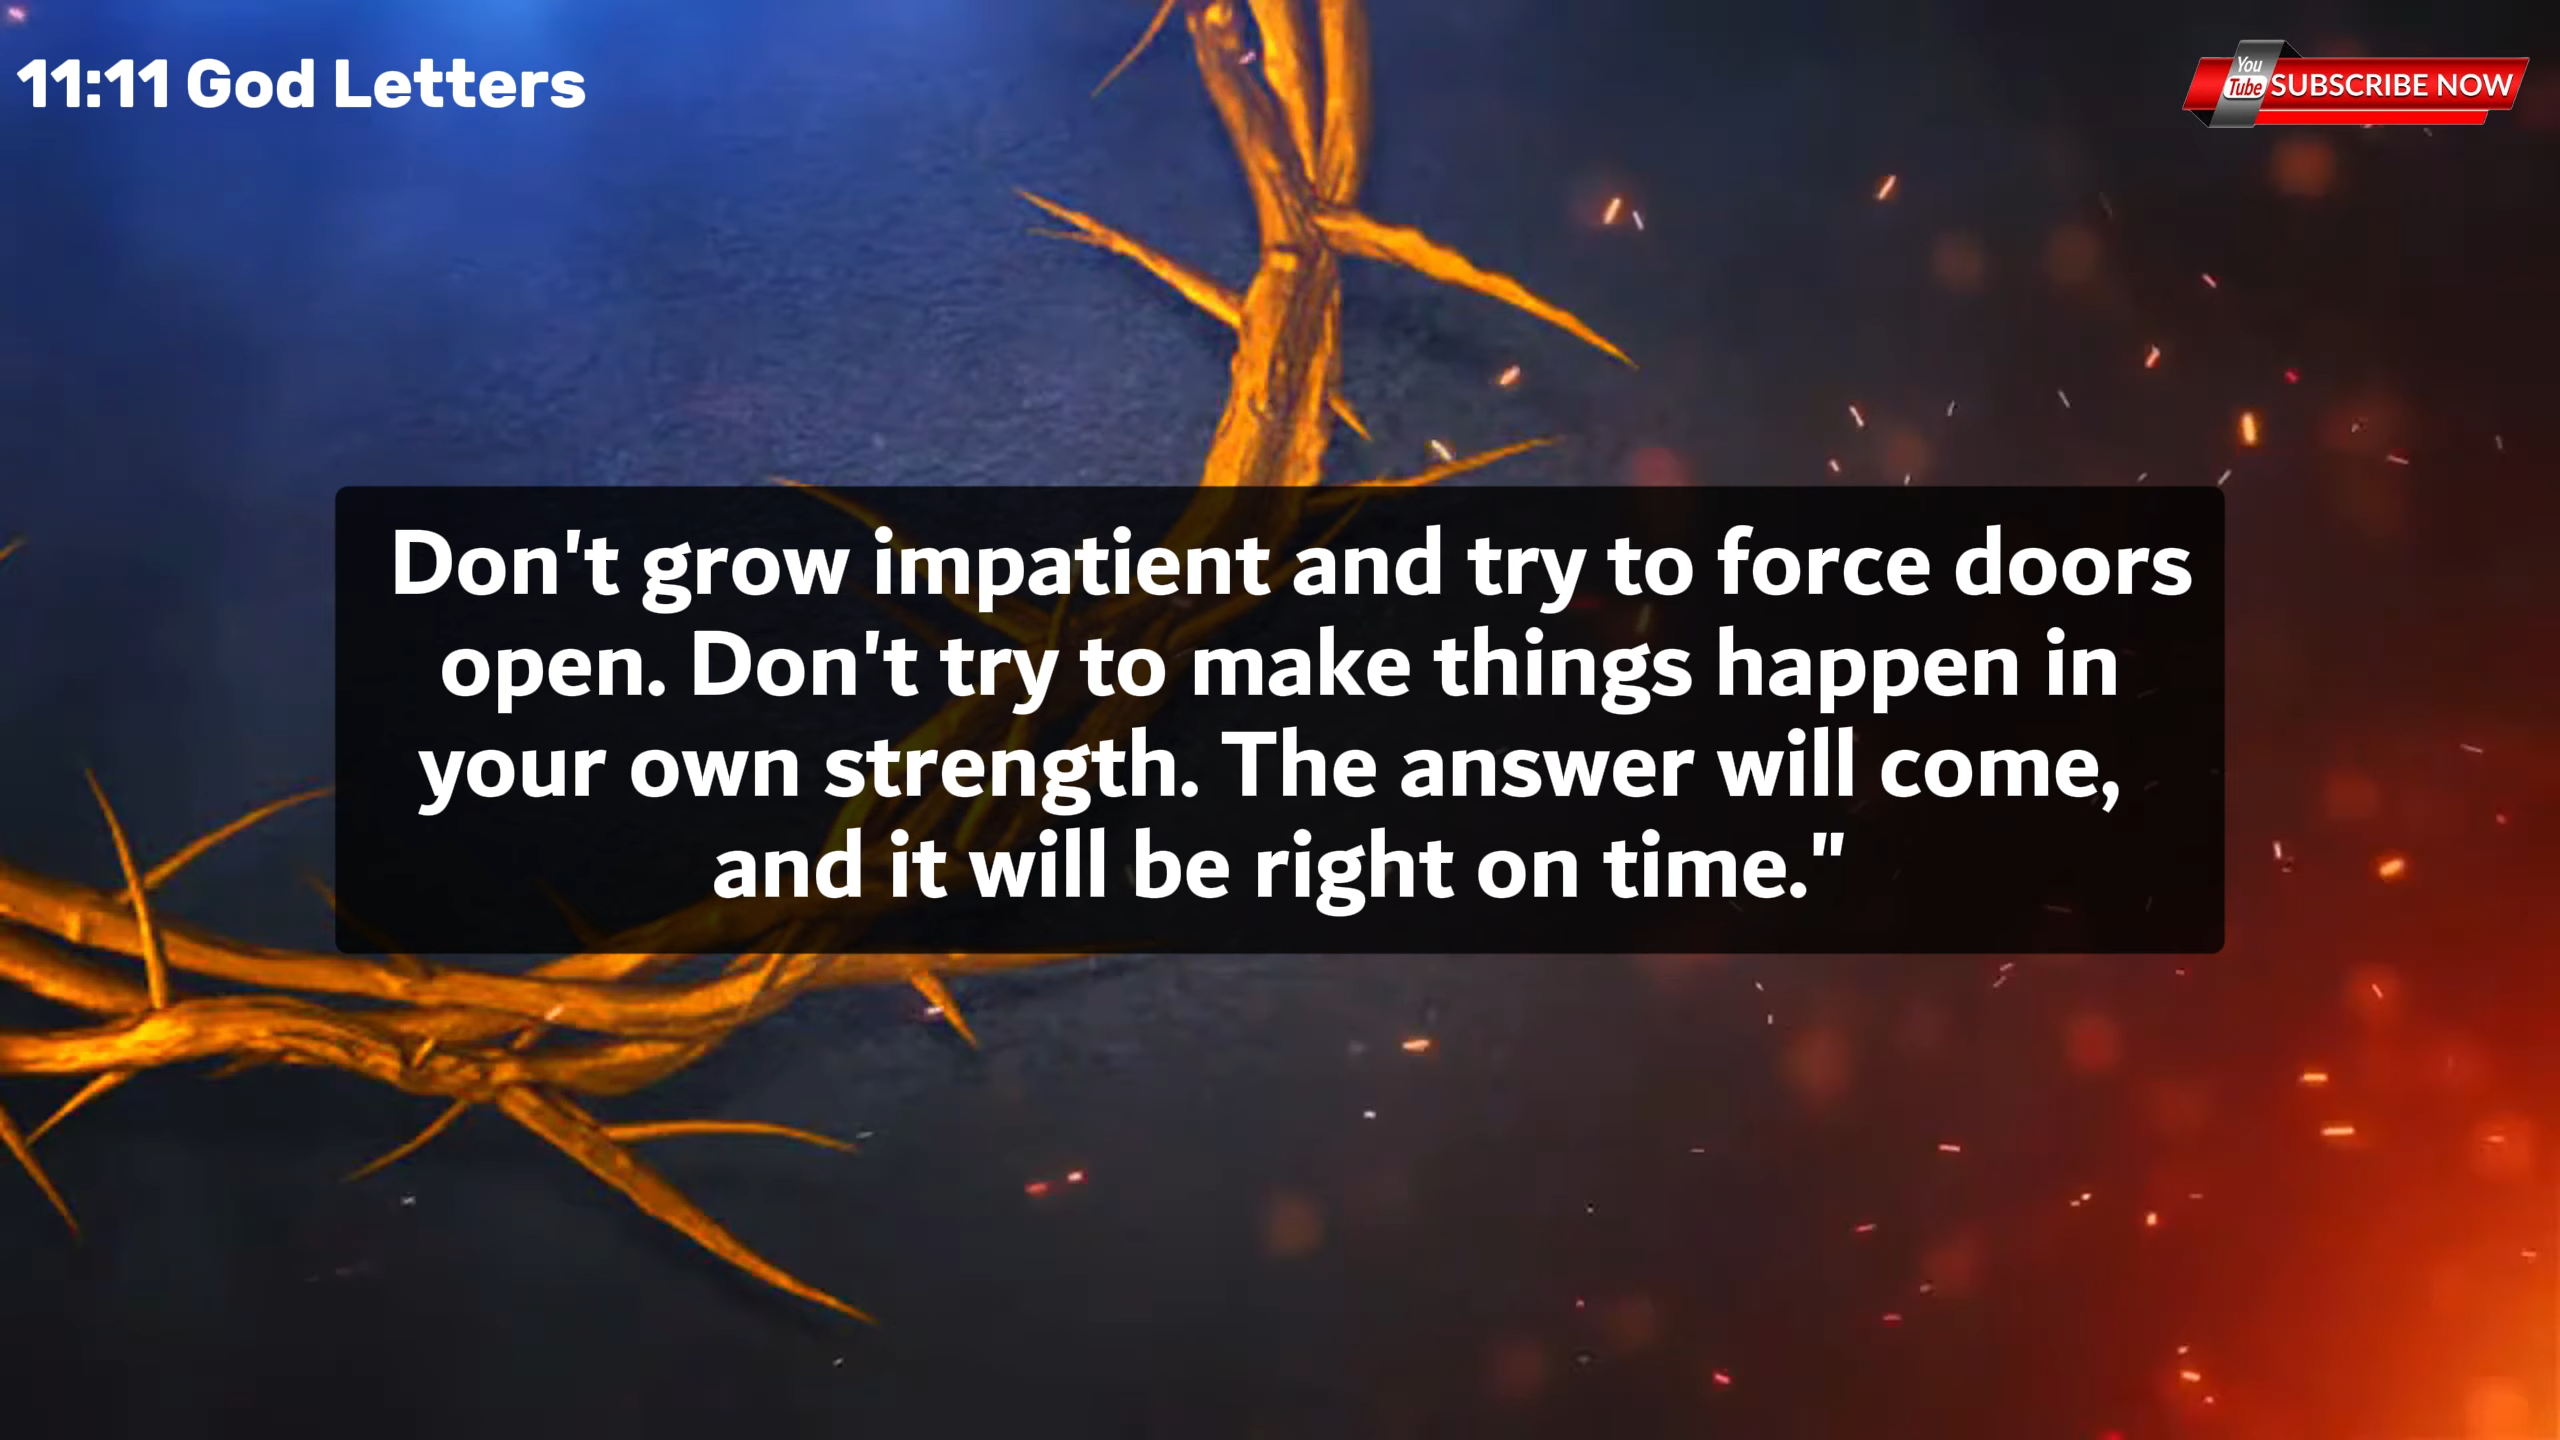 11:11 God Letters
You
Tube
SUBSCRIBE NOW
Don't grow impatient and try to force doors
open. Don't try to make things happen in
your own strength. The answer will come,
and it will be right on time."